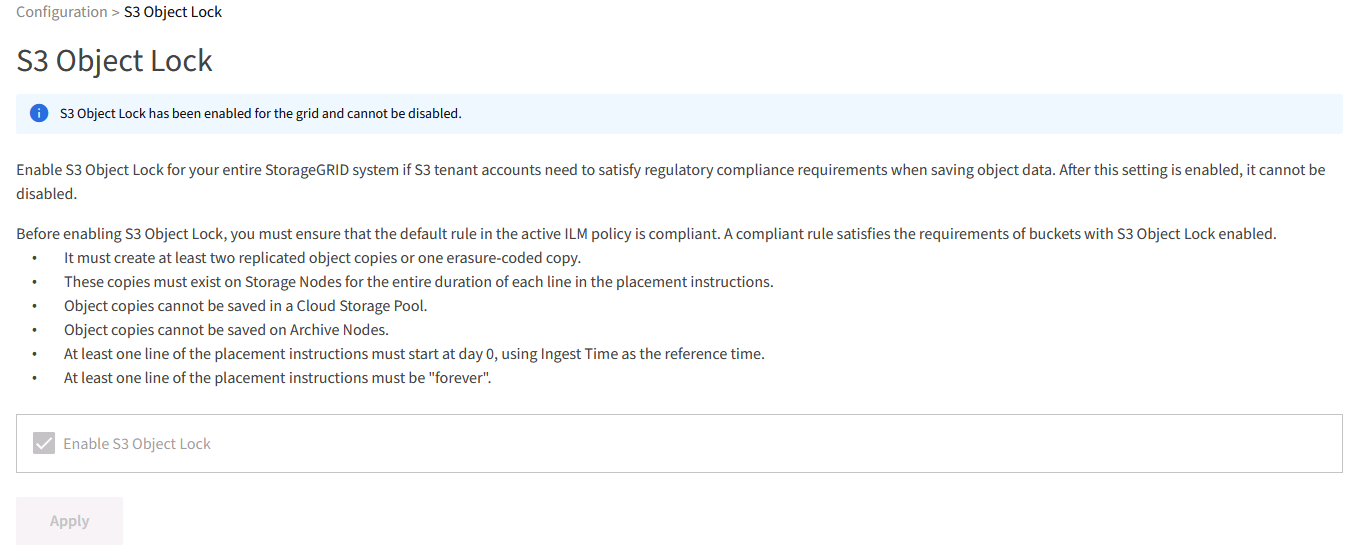 Configuration > S3 Object Lock
S3 Object Lock
S3 Object Lock has been enabled for the grid and cannot be disabled.
Enable S3 Object Lock for your entire StorageGRID system if S3 tenant accounts need to satisfy regulatory compliance requirements when saving object data. After this setting is enabled, it cannot be
disabled.
Before enabling S3 Object Lock, you must ensure that the default rule in the active ILM policy is compliant. A compliant rule satisfies the requirements of buckets with S3 Object Lock enabled.
• It must create at least two replicated object copies or one erasure-coded copy.
• These copies must exist on Storage Nodes for the entire duration of each line in the placement instructions.
• Object copies cannot be saved in a Cloud Storage Pool.
• Object copies cannot be saved on Archive Nodes.
• At least one line of the placement instructions must start at day 0, using Ingest Time as the reference time.
• At least one line of the placement instructions must be "forever".
Enable S3 Object Lock
Apply